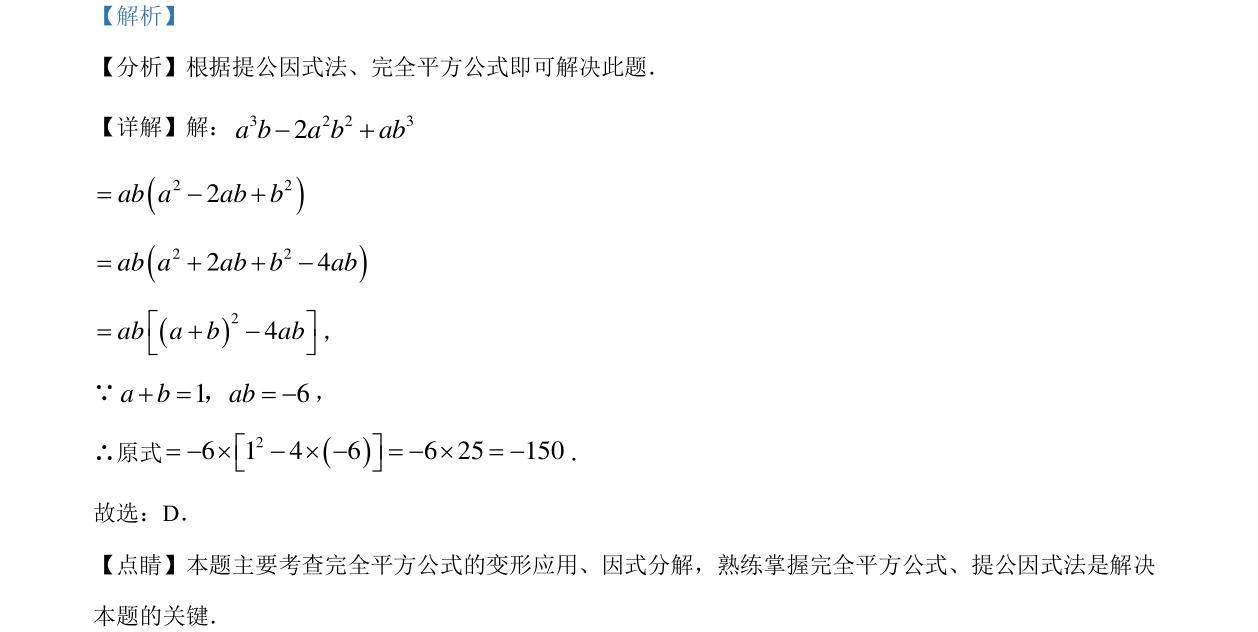 【解析】
【分析】根据提公因式法、完全平方公式即可解决此题．
【详解】解：a³b－2a²b²＋ab³
＝ab(a²－2ab＋b²)
＝ab(a²＋2ab＋b²－4ab)
＝ab[(a＋b)²－4ab]，
∵a＋b＝1，ab＝－6，
∴原式＝－6×[1²－4×(－6)]＝－6×25＝－150．
故选：D．
【点睛】本题主要考查完全平方公式的变形应用、因式分解，熟练掌握完全平方公式、提公因式法是解决
本题的关键．